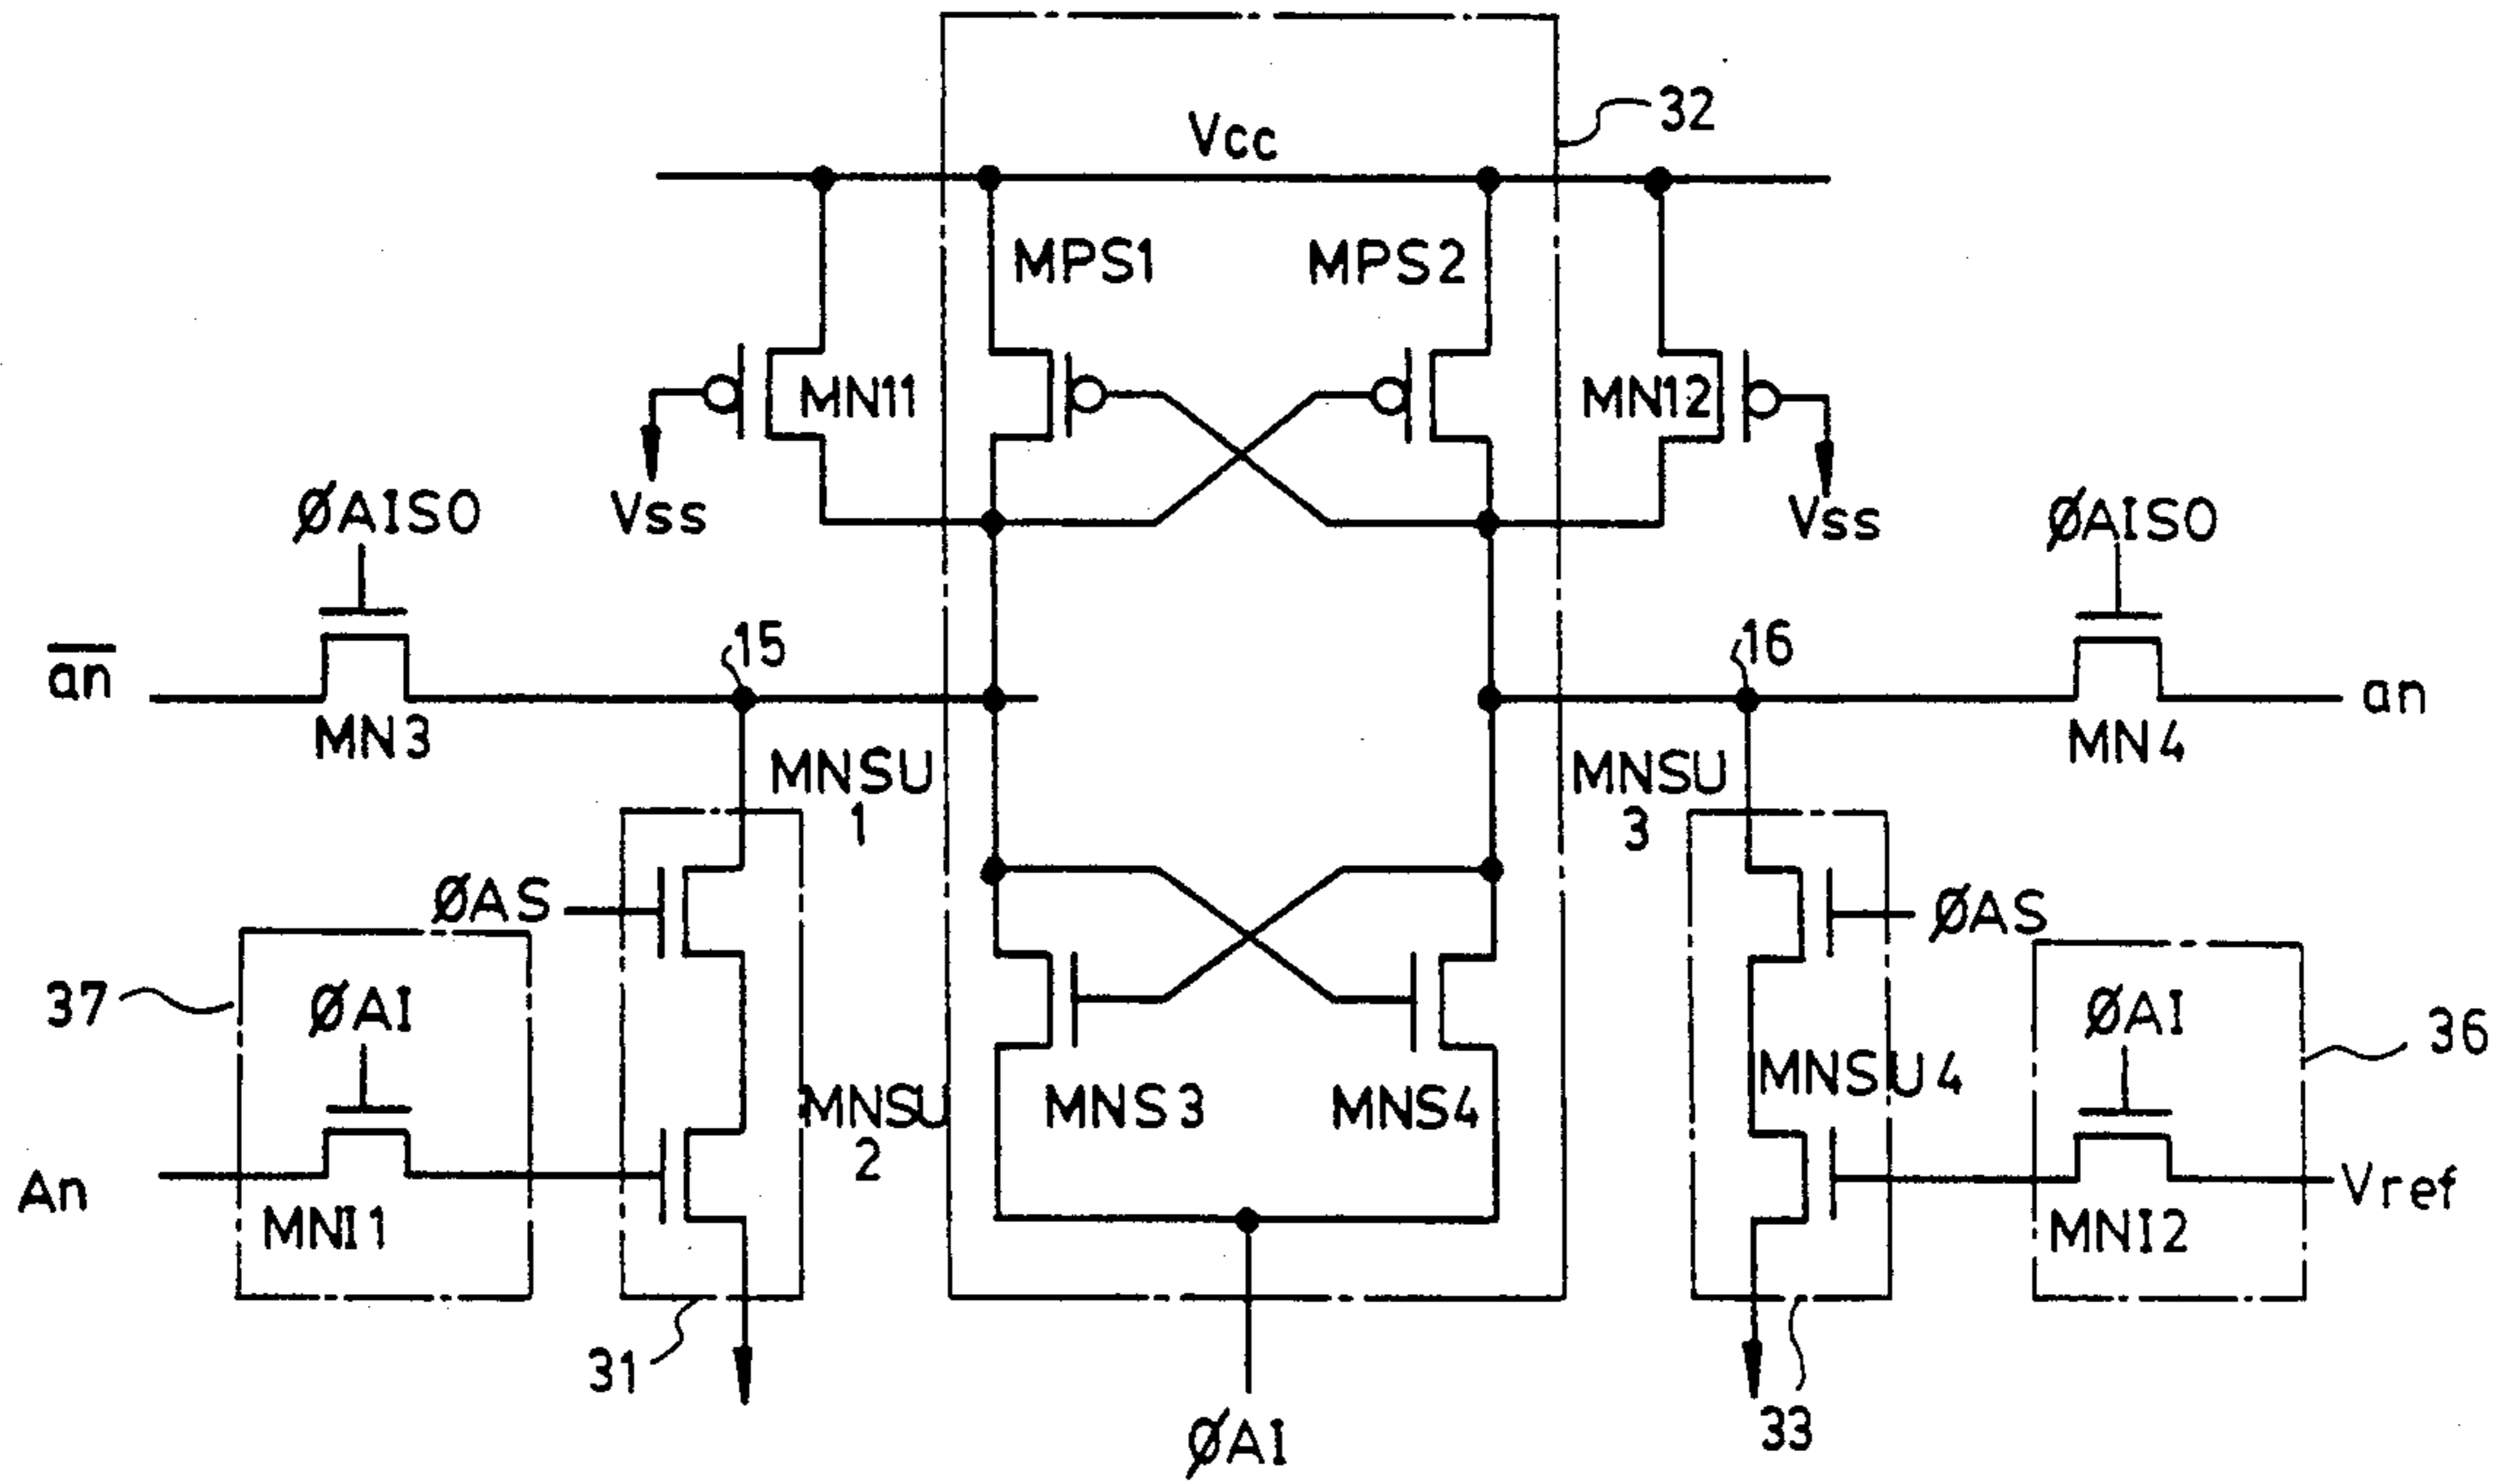 32
Vcc
MPS1
MPS2
MN11
MN12
Vss
Vss
ØAISO
ØAISO
15
16
a̅n̅
an
MN3
MN4
MNSU
1
MNSU
3
ØAS
ØAS
37
ØAI
ØAI
36
MNSU
2
MNS3
MNS4
MNSU4
An
MNI1
MNI2
Vref
31
33
ØAI